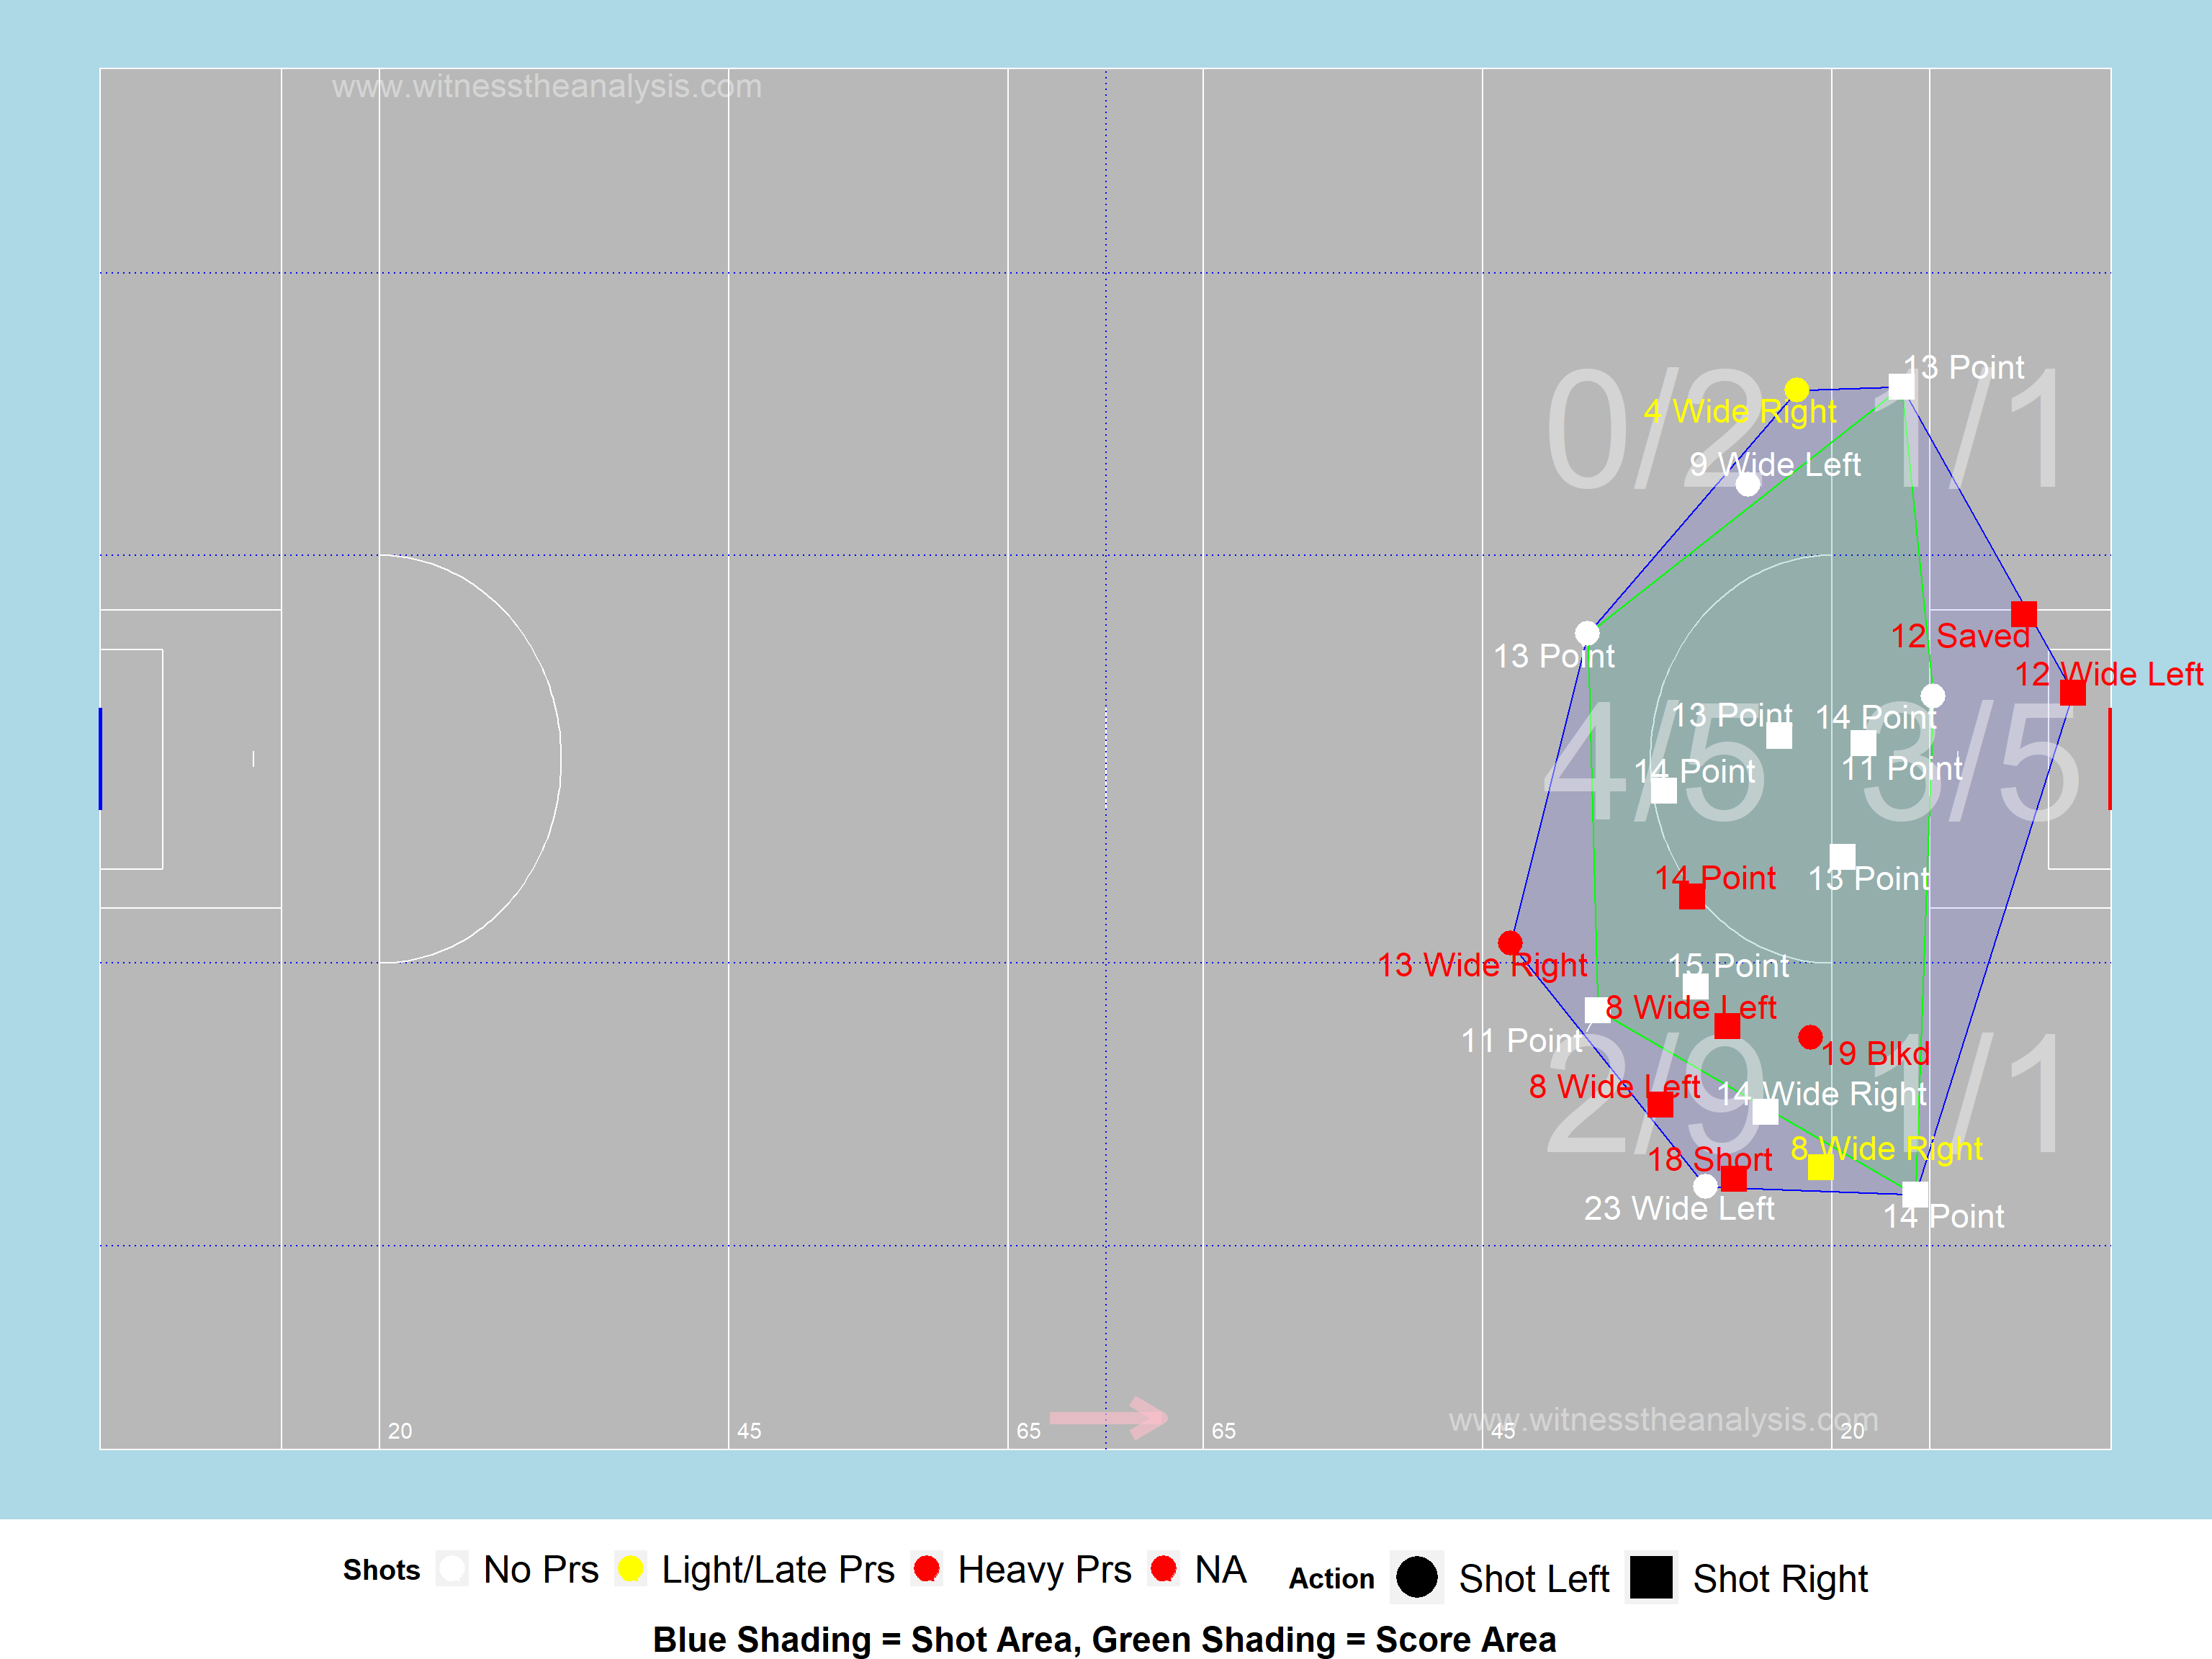 www.witnesstheanalysis.com
13 Point
0/2
1/1
4 Wide Right
9 Wide Left
12 Saved
13 Point
12 Wide Left
13 Point
14 Point
4/5
3/5
14 Point
11 Point
14 Point
13 Point
13 Wide Right
15 Point
8 Wide Left
11 Point
19 Blkd
8 Wide Left
14 Wide Right
2/9
1/1
8 Wide Right
18 Short
23 Wide Left
14 Point
www.witnesstheanalysis.com
20
45
65
65
45
20
Shots No Prs Light/Late Prs Heavy Prs NA Action Shot Left Shot Right
Blue Shading = Shot Area, Green Shading = Score Area